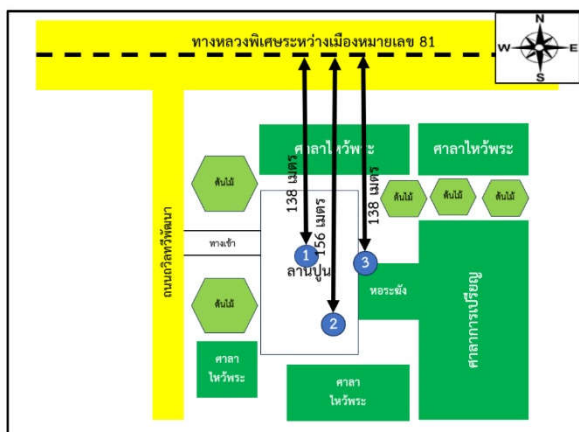 ทางหลวงพิเศษระหว่างเมืองหมายเลข 81
N
W E
S
ศาลาไหว้พระ
ศาลาไหว้พระ
ต้นไม้
ต้นไม้
ต้นไม้
ต้นไม้
138 เมตร
156 เมตร
138 เมตร
ถนนถวิลทวีพัฒนา
ทางเข้า
1
ลานปูน
3
หอระฆัง
ศาลาการเปรียญ
ต้นไม้
2
ศาลา
ไหว้พระ
ศาลา
ไหว้พระ